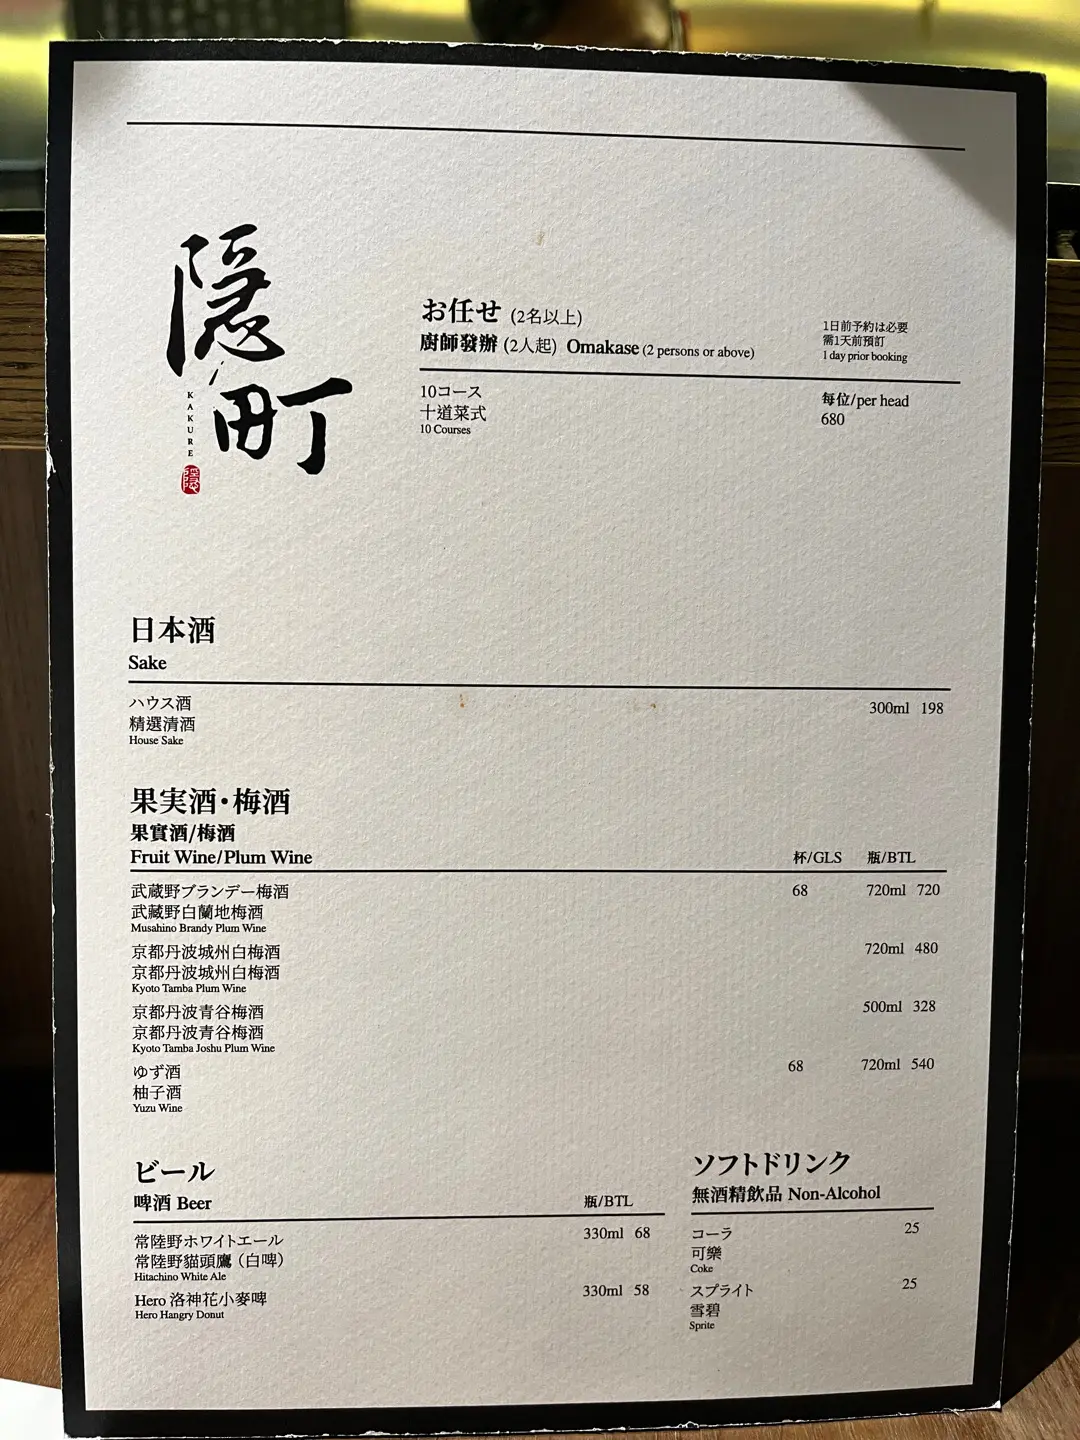 隠町
KAKURE
隠
お任せ (2名以上)
廚師發辦 (2人起) Omakase (2 persons or above)
1日前予約は必要
需1天前預訂
1 day prior booking
10コース
十道菜式
10 Courses
每位/per head
680
日本酒
Sake
ハウス酒
精選清酒
House Sake
300ml 198
果実酒・梅酒
果實酒/梅酒
Fruit Wine/Plum Wine
杯/GLS 瓶/BTL
武蔵野ブランデー梅酒
武藏野白蘭地梅酒
Musahino Brandy Plum Wine
68 720ml 720
京都丹波城州白梅酒
京都丹波城州白梅酒
Kyoto Tamba Plum Wine
720ml 480
京都丹波青谷梅酒
京都丹波青谷梅酒
Kyoto Tamba Joshu Plum Wine
500ml 328
ゆず酒
柚子酒
Yuzu Wine
68 720ml 540
ビール
啤酒 Beer
瓶/BTL
常陸野ホワイトエール
常陸野貓頭鷹（白啤）
Hitachino White Ale
330ml 68
Hero 洛神花小麥啤
Hero Hangry Donut
330ml 58
ソフトドリンク
無酒精飲品 Non-Alcohol
コーラ
可樂
Coke
25
スプライト
雪碧
Sprite
25